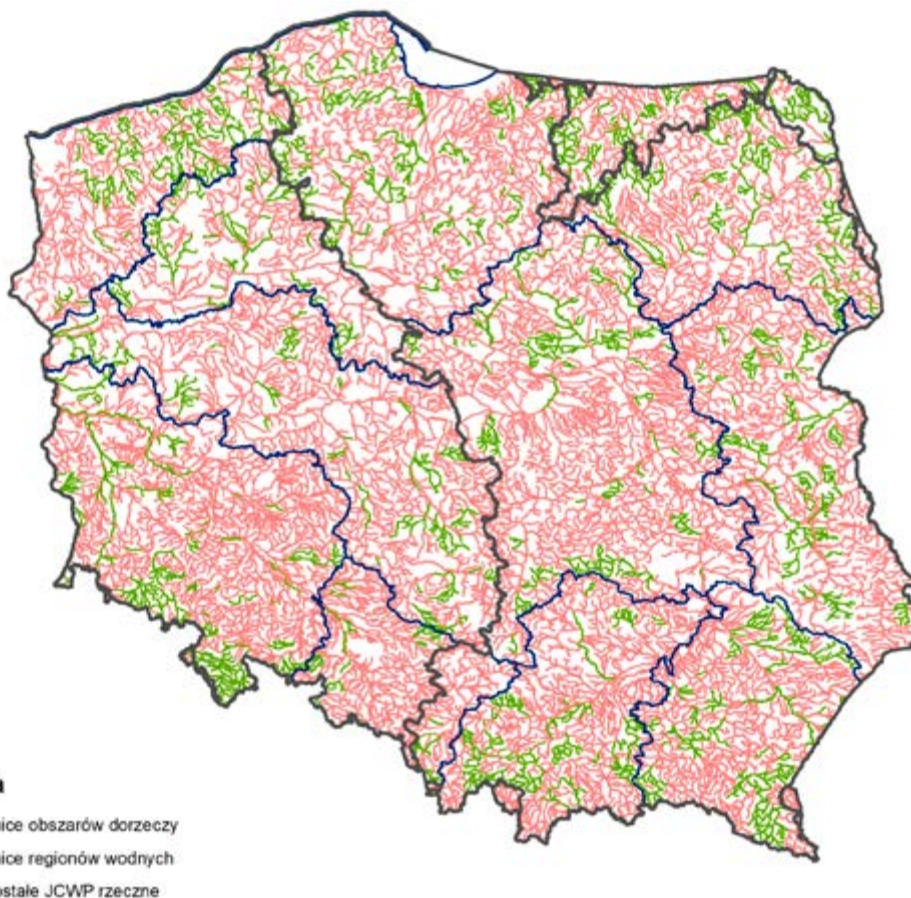 a
ice obszarów dorzeczy
ice regionów wodnych
ostałe JCWP rzeczne